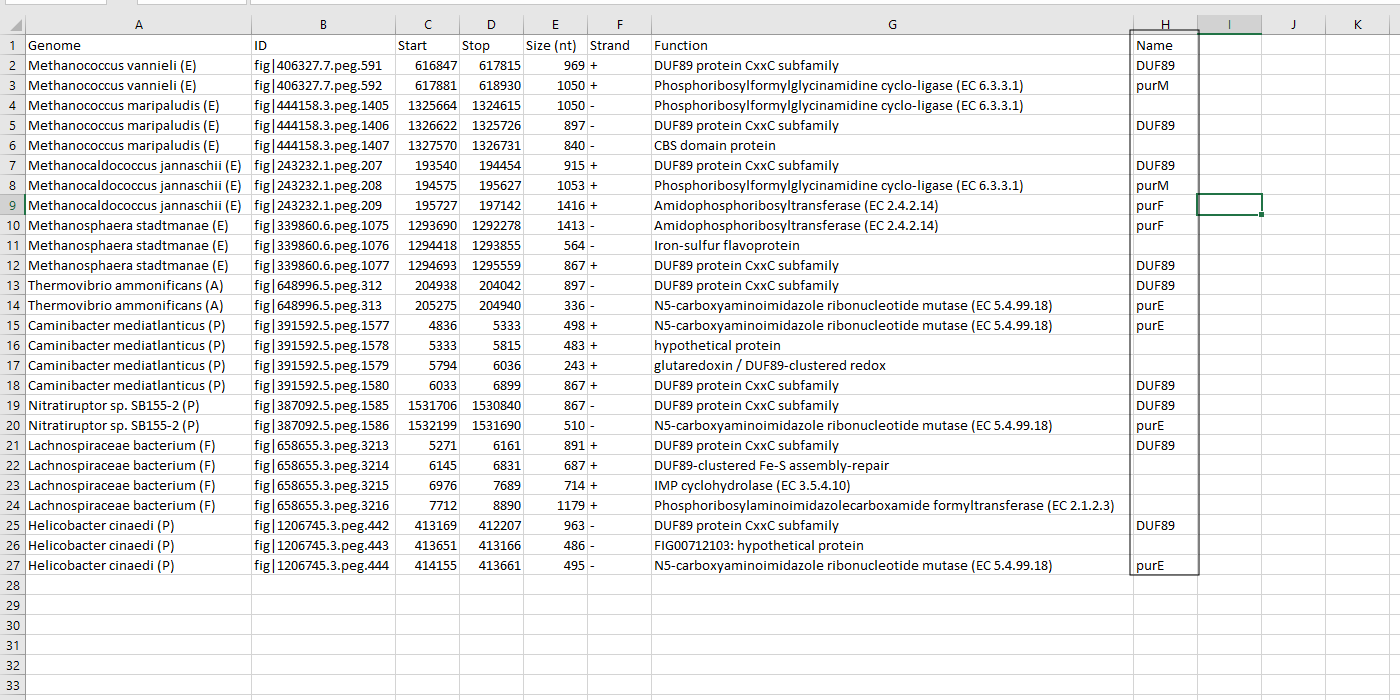 A B C D E F G H I J K
1 Genome ID Start Stop Size (nt) Strand Function Name
2 Methanococcus vannieli (E) fig|406327.7.peg.591 616847 617815 969 + DUF89 protein CxxC subfamily DUF89
3 Methanococcus vannieli (E) fig|406327.7.peg.592 617881 618930 1050 + Phosphoribosylformylglycinamidine cyclo-ligase (EC 6.3.3.1) purM
4 Methanococcus maripaludis (E) fig|444158.3.peg.1405 1325664 1324615 1050 - Phosphoribosylformylglycinamidine cyclo-ligase (EC 6.3.3.1)
5 Methanococcus maripaludis (E) fig|444158.3.peg.1406 1326622 1325726 897 - DUF89 protein CxxC subfamily DUF89
6 Methanococcus maripaludis (E) fig|444158.3.peg.1407 1327570 1326731 840 - CBS domain protein
7 Methanocaldococcus jannaschii (E) fig|243232.1.peg.207 193540 194454 915 + DUF89 protein CxxC subfamily DUF89
8 Methanocaldococcus jannaschii (E) fig|243232.1.peg.208 194575 195627 1053 + Phosphoribosylformylglycinamidine cyclo-ligase (EC 6.3.3.1) purM
9 Methanocaldococcus jannaschii (E) fig|243232.1.peg.209 195727 197142 1416 + Amidophosphoribosyltransferase (EC 2.4.2.14) purF
10 Methanosphaera stadtmanae (E) fig|339860.6.peg.1075 1293690 1292278 1413 - Amidophosphoribosyltransferase (EC 2.4.2.14) purF
11 Methanosphaera stadtmanae (E) fig|339860.6.peg.1076 1294418 1293855 564 - Iron-sulfur flavoprotein
12 Methanosphaera stadtmanae (E) fig|339860.6.peg.1077 1294693 1295559 867 + DUF89 protein CxxC subfamily DUF89
13 Thermovibrio ammonificans (A) fig|648996.5.peg.312 204938 204042 897 - DUF89 protein CxxC subfamily DUF89
14 Thermovibrio ammonificans (A) fig|648996.5.peg.313 205275 204940 336 - N5-carboxyaminoimidazole ribonucleotide mutase (EC 5.4.99.18) purE
15 Caminibacter mediatlanticus (P) fig|391592.5.peg.1577 4836 5333 498 + N5-carboxyaminoimidazole ribonucleotide mutase (EC 5.4.99.18) purE
16 Caminibacter mediatlanticus (P) fig|391592.5.peg.1578 5333 5815 483 + hypothetical protein
17 Caminibacter mediatlanticus (P) fig|391592.5.peg.1579 5794 6036 243 + glutaredoxin / DUF89-clustered redox
18 Caminibacter mediatlanticus (P) fig|391592.5.peg.1580 6033 6899 867 + DUF89 protein CxxC subfamily DUF89
19 Nitratiruptor sp. SB155-2 (P) fig|387092.5.peg.1585 1531706 1530840 867 - DUF89 protein CxxC subfamily DUF89
20 Nitratiruptor sp. SB155-2 (P) fig|387092.5.peg.1586 1532199 1531690 510 - N5-carboxyaminoimidazole ribonucleotide mutase (EC 5.4.99.18) purE
21 Lachnospiraceae bacterium (F) fig|658655.3.peg.3213 5271 6161 891 + DUF89 protein CxxC subfamily DUF89
22 Lachnospiraceae bacterium (F) fig|658655.3.peg.3214 6145 6831 687 + DUF89-clustered Fe-S assembly-repair
23 Lachnospiraceae bacterium (F) fig|658655.3.peg.3215 6976 7689 714 + IMP cyclohydrolase (EC 3.5.4.10)
24 Lachnospiraceae bacterium (F) fig|658655.3.peg.3216 7712 8890 1179 + Phosphoribosylaminoimidazolecarboxamide formyltransferase (EC 2.1.2.3)
25 Helicobacter cinaedi (P) fig|1206745.3.peg.442 413169 412207 963 - DUF89 protein CxxC subfamily DUF89
26 Helicobacter cinaedi (P) fig|1206745.3.peg.443 413651 413166 486 - FIG00712103: hypothetical protein
27 Helicobacter cinaedi (P) fig|1206745.3.peg.444 414155 413661 495 - N5-carboxyaminoimidazole ribonucleotide mutase (EC 5.4.99.18) purE
28
29
30
31
32
33